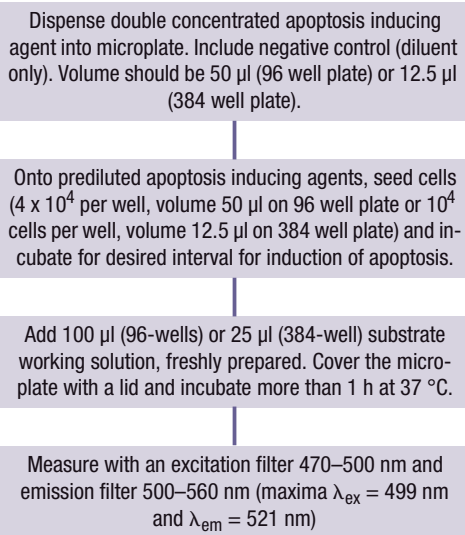 Dispense double concentrated apoptosis inducing
agent into microplate. Include negative control (diluent
only). Volume should be 50 µl (96 well plate) or 12.5 µl
(384 well plate).
Onto prediluted apoptosis inducing agents, seed cells
(4 x 10⁴ per well, volume 50 µl on 96 well plate or 10⁴
cells per well, volume 12.5 µl on 384 well plate) and in-
cubate for desired interval for induction of apoptosis.
Add 100 µl (96-wells) or 25 µl (384-well) substrate
working solution, freshly prepared. Cover the micro-
plate with a lid and incubate more than 1 h at 37 °C.
Measure with an excitation filter 470–500 nm and
emission filter 500–560 nm (maxima λex = 499 nm
and λem = 521 nm)